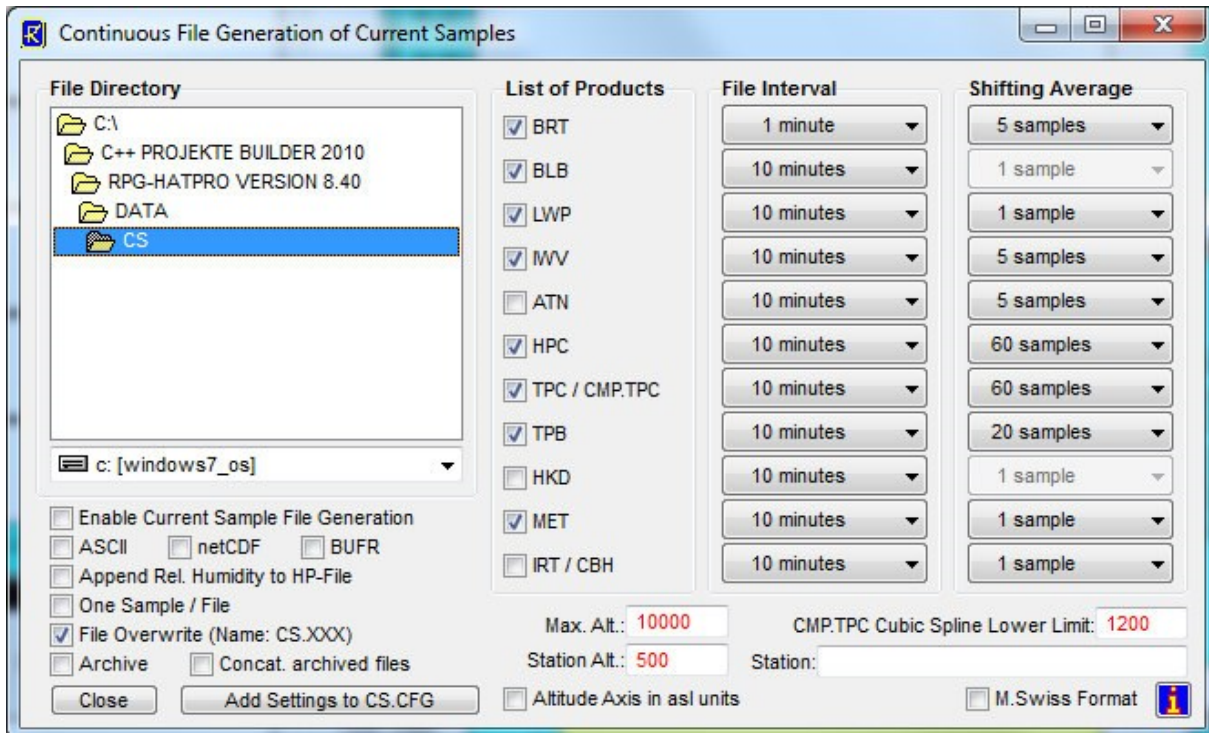 Continuous File Generation of Current Samples
File Directory
C:\
C++ PROJEKTE BUILDER 2010
RPG-HATPRO VERSION 8.40
DATA
CS
c: [windows7_os]
Enable Current Sample File Generation
ASCII netCDF BUFR
Append Rel. Humidity to HP-File
One Sample / File
File Overwrite (Name: CS.XXX)
Archive Concat. archived files
Close Add Settings to CS.CFG
List of Products File Interval Shifting Average
BRT 1 minute 5 samples
BLB 10 minutes 1 sample
LWP 10 minutes 1 sample
IWV 10 minutes 5 samples
ATN 10 minutes 5 samples
HPC 10 minutes 60 samples
TPC / CMP.TPC 10 minutes 60 samples
TPB 10 minutes 20 samples
HKD 10 minutes 1 sample
MET 10 minutes 1 sample
IRT / CBH 10 minutes 1 sample
Max. Alt.: 10000 CMP.TPC Cubic Spline Lower Limit: 1200
Station Alt.: 500 Station:
Altitude Axis in asl units M.Swiss Format